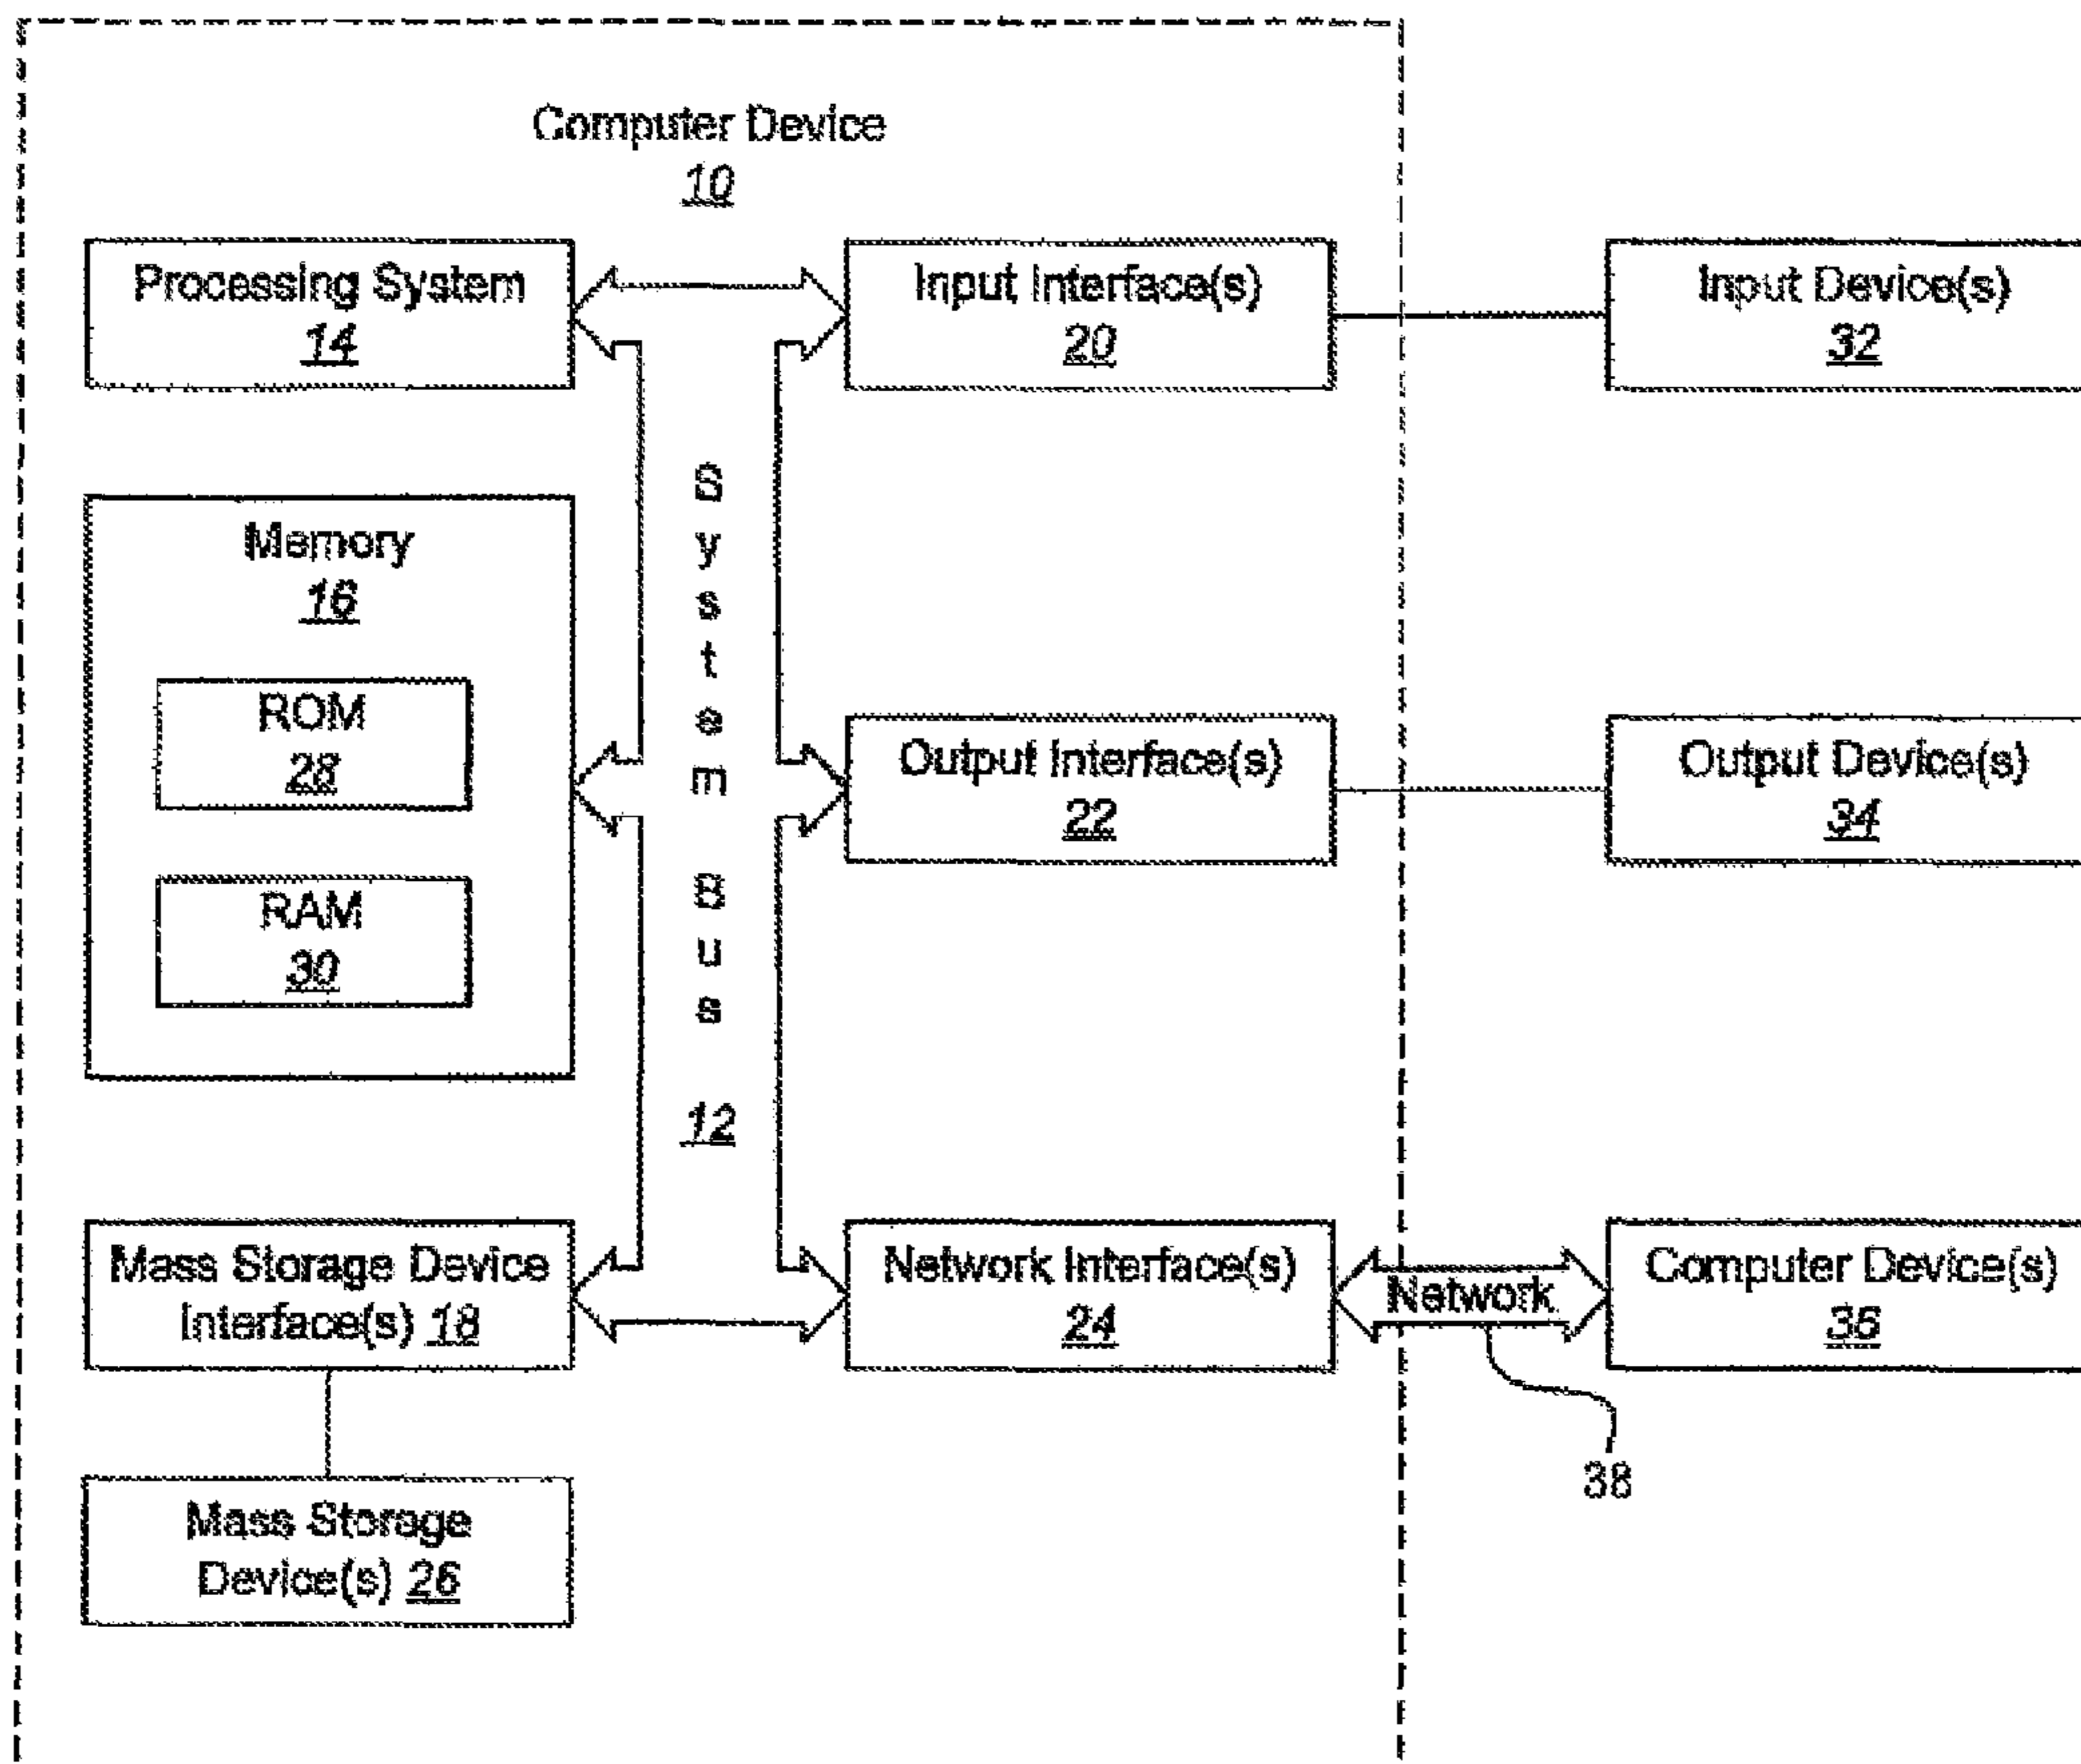 Computer Device
10
Processing System
14
Input Interface(s)
20
Input Device(s)
32
Memory
16
ROM
28
RAM
30
System Bus 12
Output Interface(s)
22
Output Device(s)
34
Mass Storage Device
Interface(s) 18
Network Interface(s)
24
Network
38
Computer Device(s)
36
Mass Storage
Device(s) 26